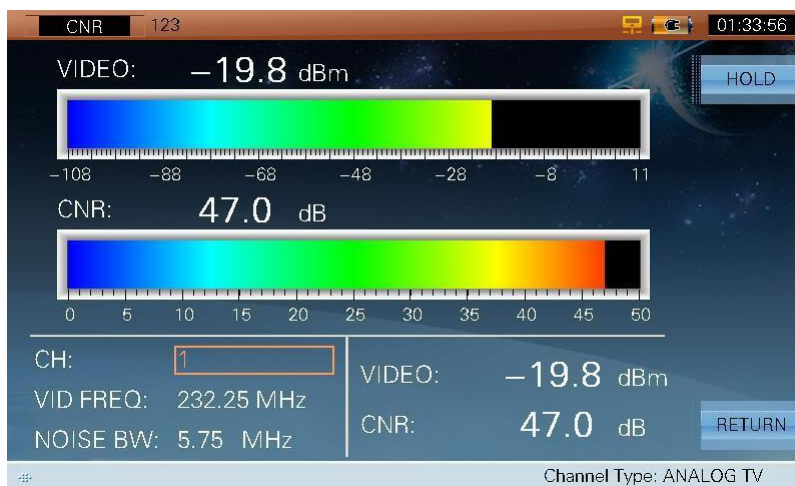 CNR 123 01:33:56
VIDEO: −19.8 dBm
HOLD
−108 −88 −68 −48 −28 −8 11
CNR: 47.0 dB
0 5 10 15 20 25 30 35 40 45 50
CH: 1
VID FREQ: 232.25 MHz
NOISE BW: 5.75 MHz
VIDEO: −19.8 dBm
CNR: 47.0 dB
RETURN
Channel Type: ANALOG TV